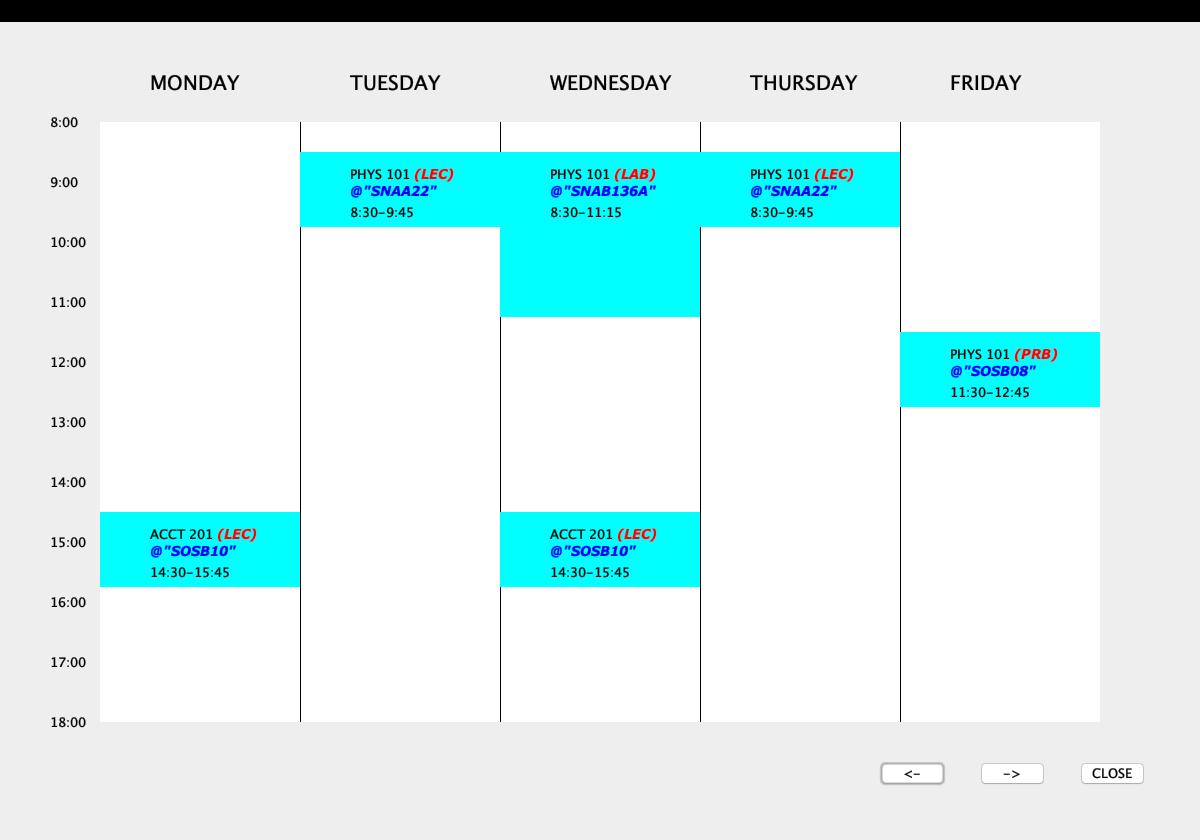 MONDAY TUESDAY WEDNESDAY THURSDAY FRIDAY
8:00
9:00
PHYS 101 (LEC)
@"SNAA22"
8:30-9:45
PHYS 101 (LAB)
@"SNAB136A"
8:30-11:15
PHYS 101 (LEC)
@"SNAA22"
8:30-9:45
10:00
11:00
12:00
PHYS 101 (PRB)
@"SOSB08"
11:30-12:45
13:00
14:00
15:00
ACCT 201 (LEC)
@"SOSB10"
14:30-15:45
ACCT 201 (LEC)
@"SOSB10"
14:30-15:45
16:00
17:00
18:00
<- -> CLOSE